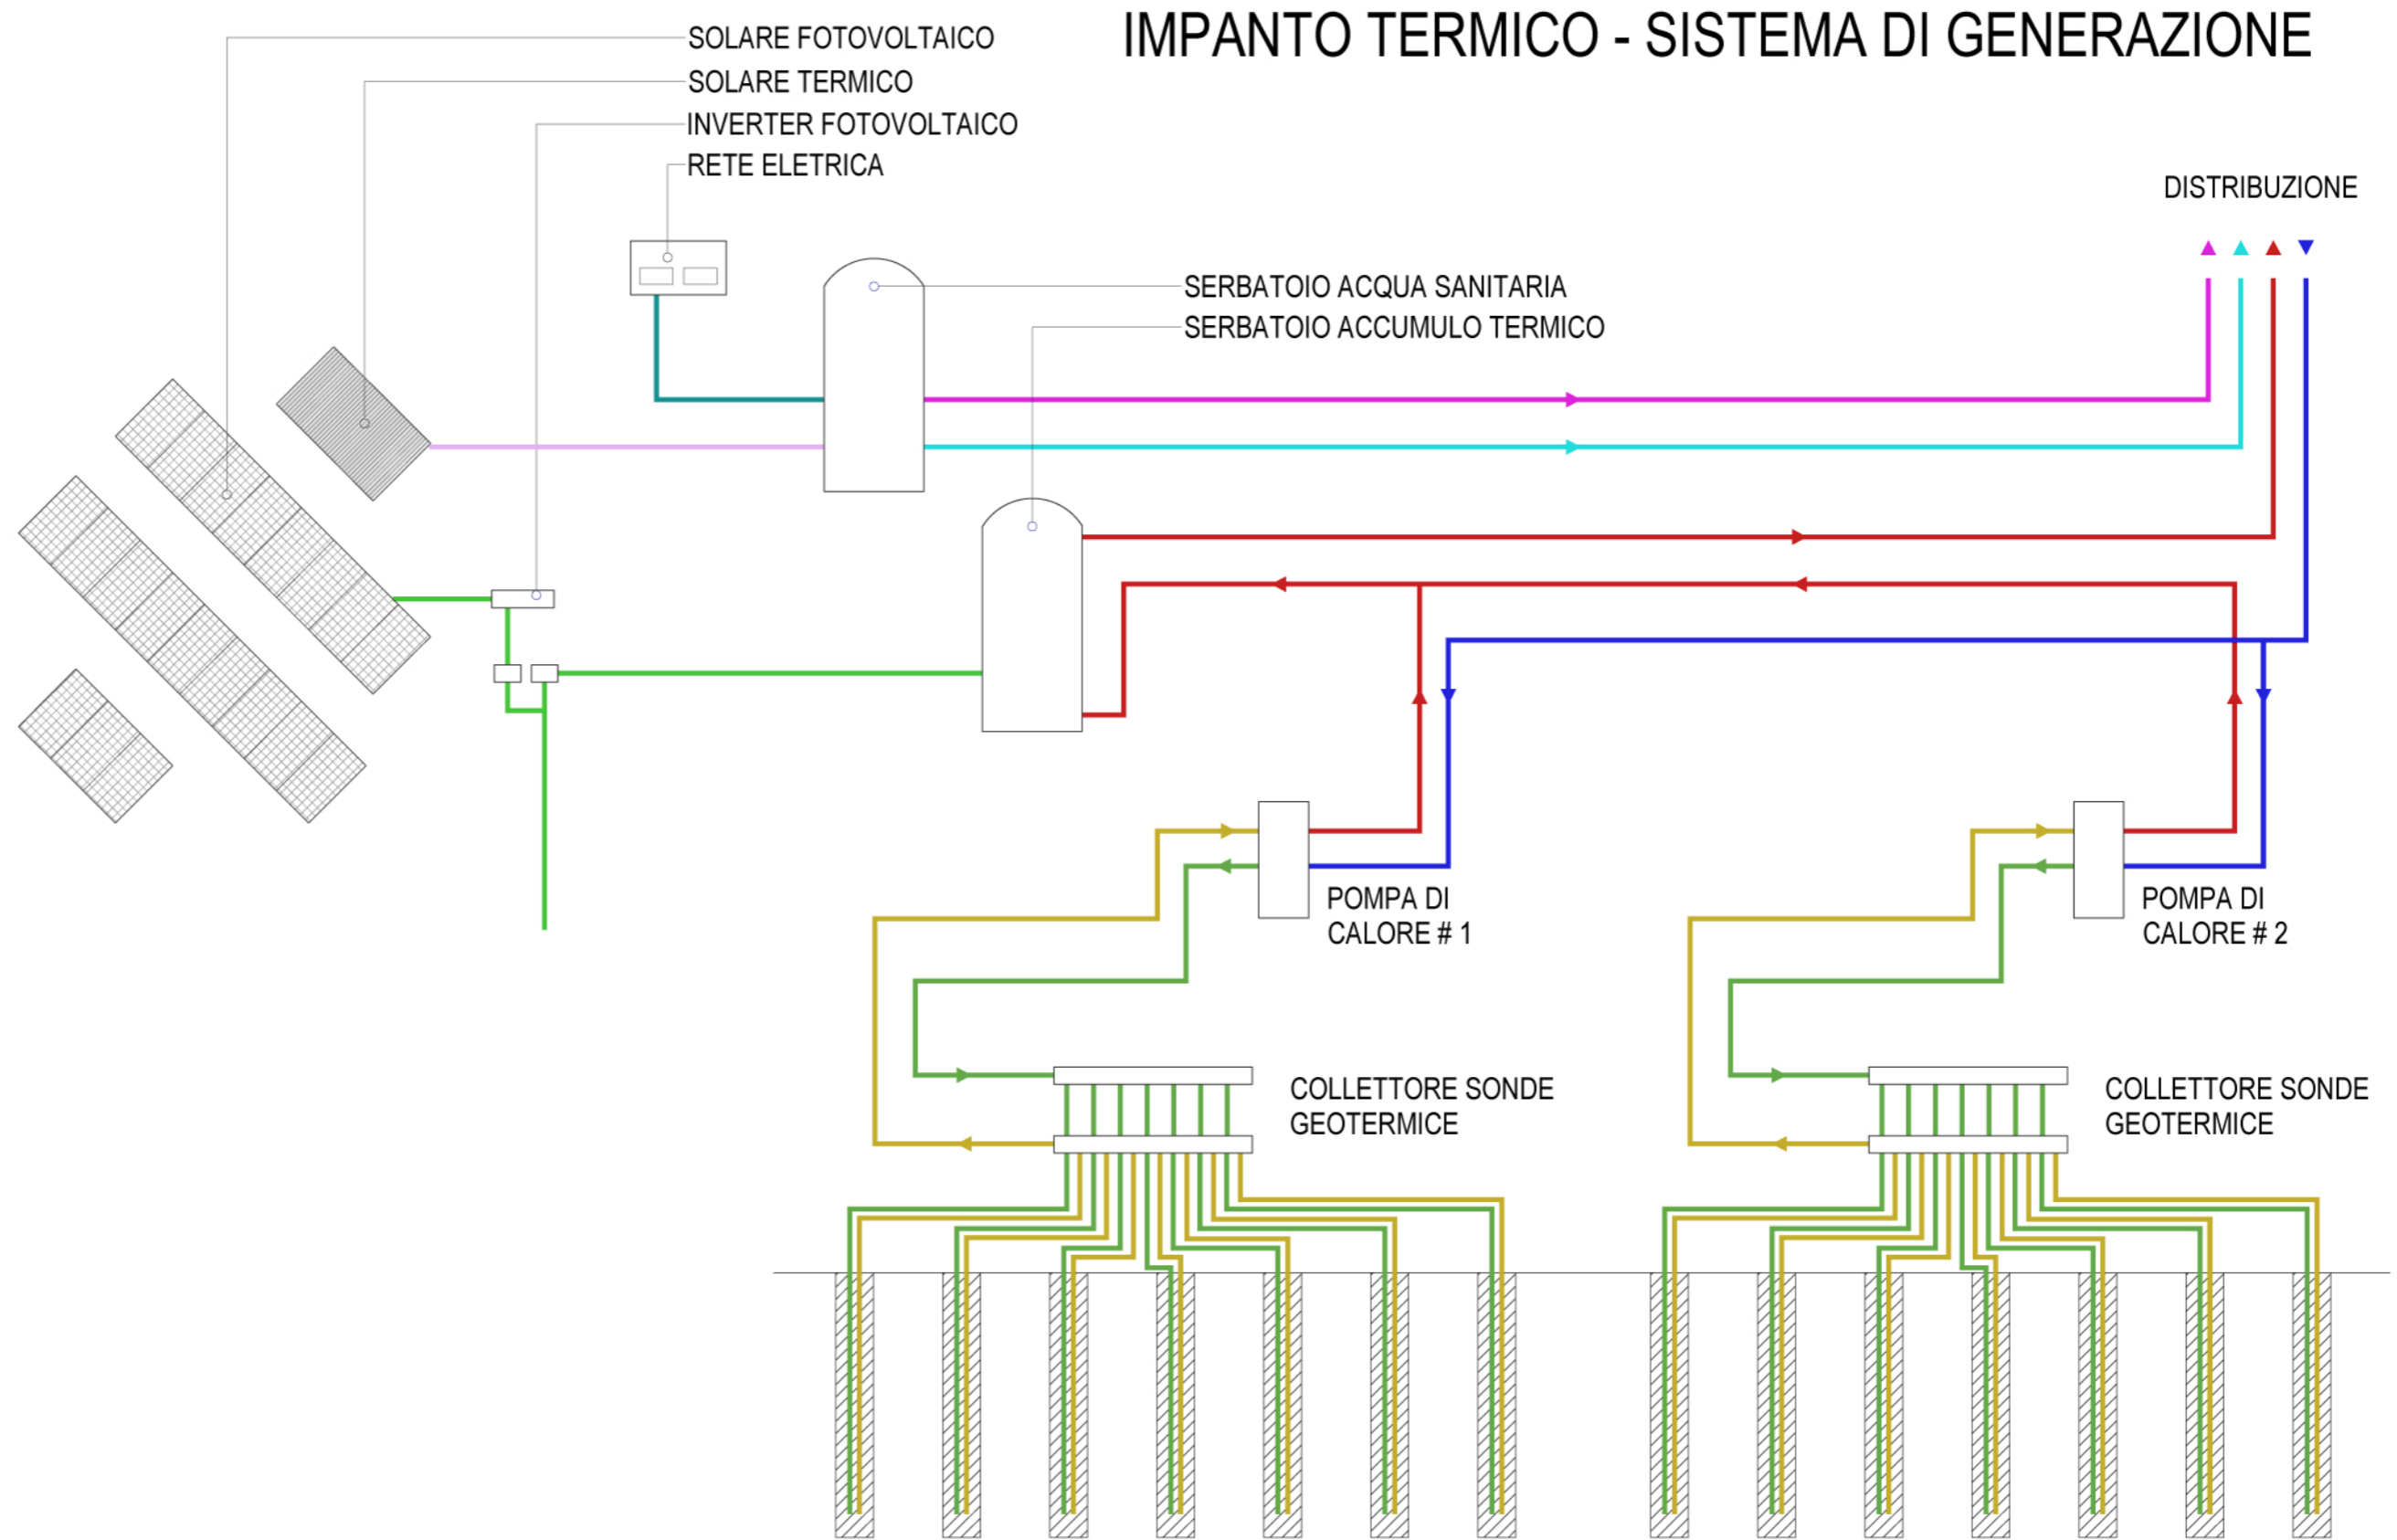 IMPANTO TERMICO - SISTEMA DI GENERAZIONE
SOLARE FOTOVOLTAICO
SOLARE TERMICO
INVERTER FOTOVOLTAICO
RETE ELETRICA
DISTRIBUZIONE
SERBATOIO ACQUA SANITARIA
SERBATOIO ACCUMULO TERMICO
POMPA DI
CALORE # 1
POMPA DI
CALORE # 2
COLLETTORE SONDE
GEOTERMICE
COLLETTORE SONDE
GEOTERMICE